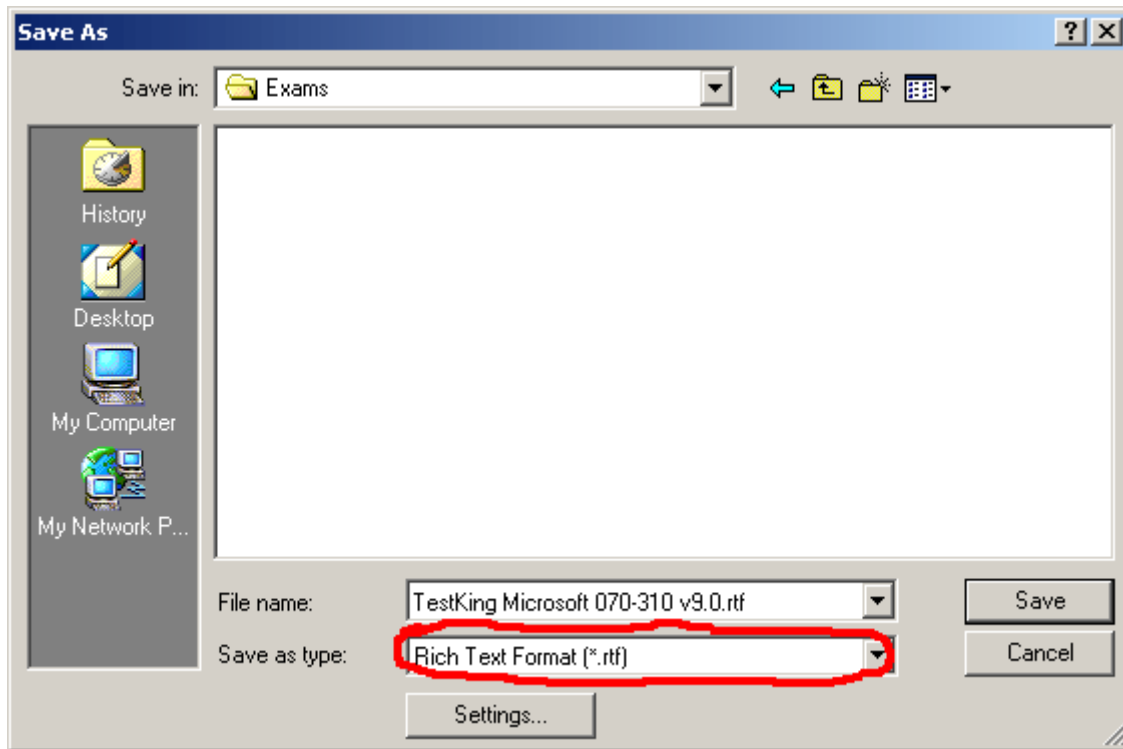 Save As
Save in: Exams
History
Desktop
My Computer
My Network P...
File name: TestKing Microsoft 070-310 v9.0.rtf Save
Save as type: Rich Text Format (*.rtf) Cancel
Settings...